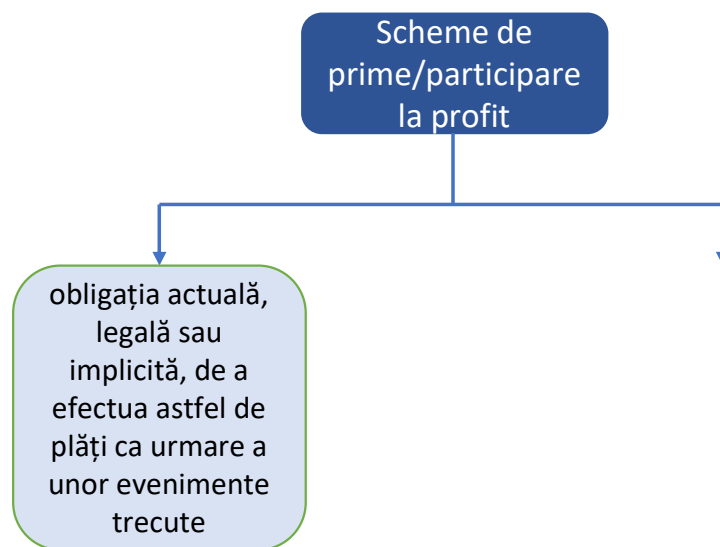 Scheme de
prime/participare
la profit
obligația actuală,
legală sau
implicită, de a
efectua astfel de
plăți ca urmare a
unor evenimente
trecute